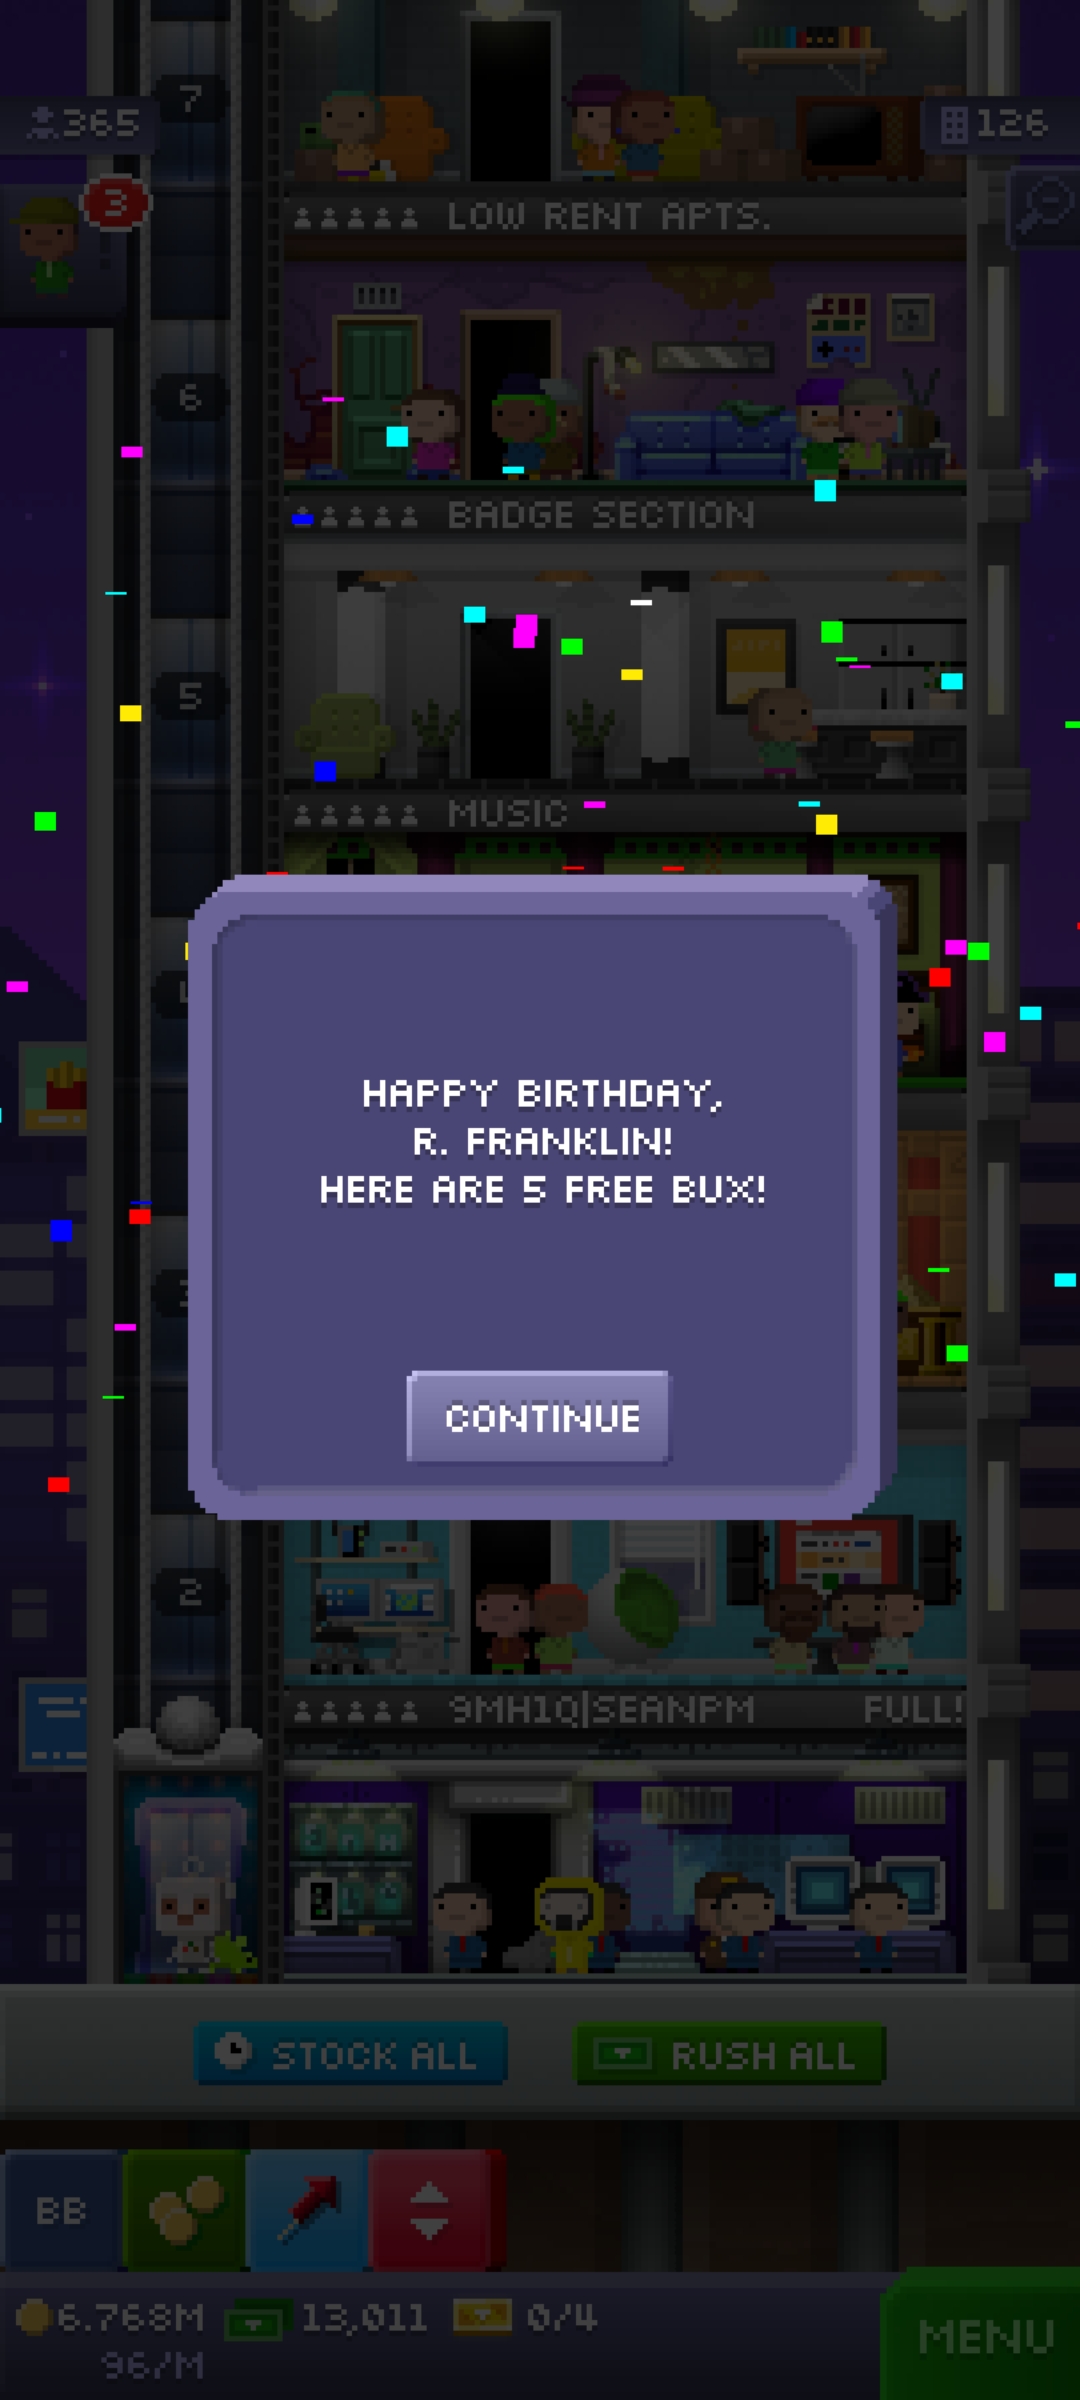 7
365
126
3
LOW RENT APTS.
6
BADGE SECTION
5
MUSIC
HAPPY BIRTHDAY,
R. FRANKLIN!
HERE ARE 5 FREE BUX!
CONTINUE
2
9MH1Q|SEANPM FULL!
STOCK ALL
RUSH ALL
BB
6.768M
13,011
0/4
96/M
MENU